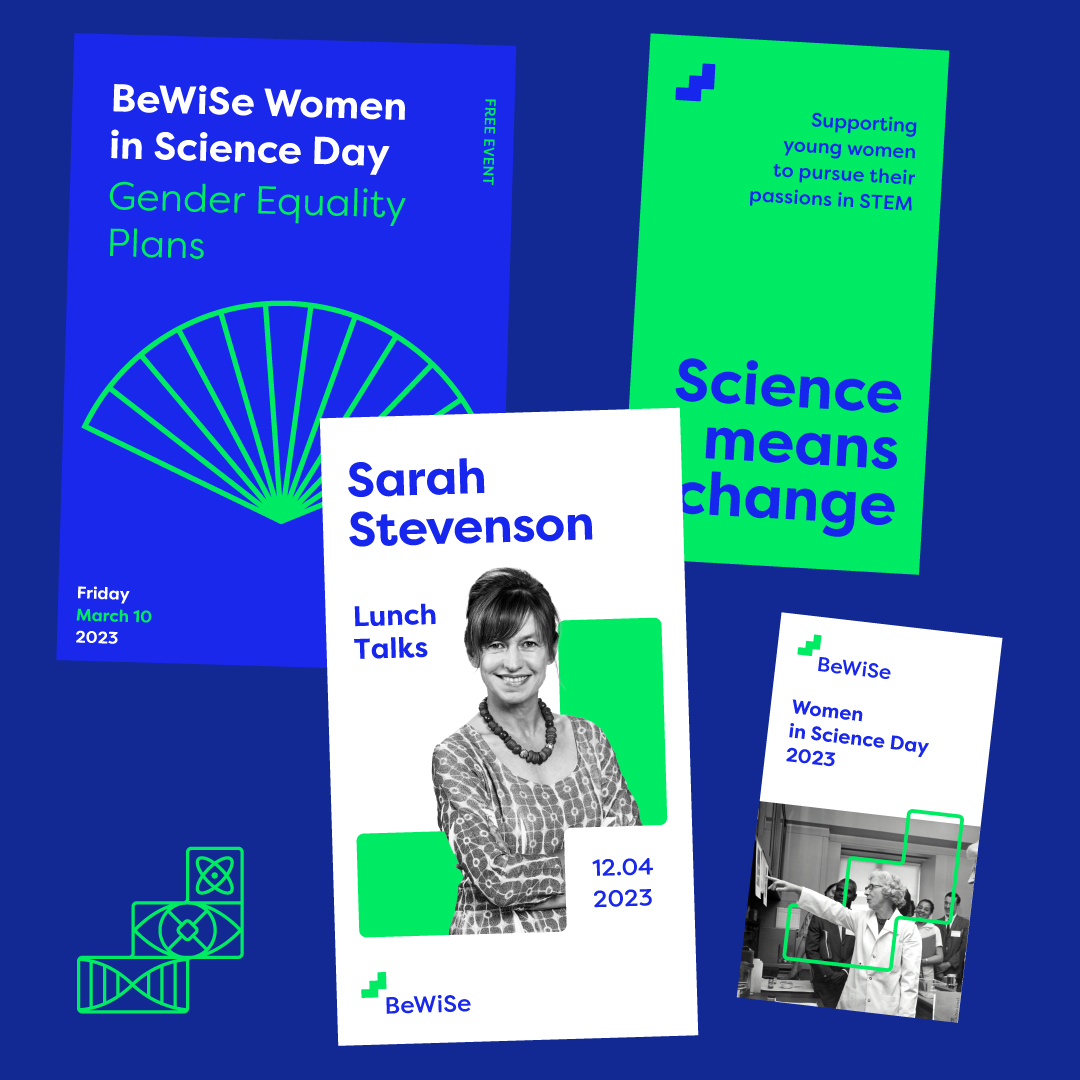 BeWiSe Women
in Science Day
Gender Equality
Plans
FREE EVENT
Friday
March 10
2023
Supporting
young women
to pursue their
passions in STEM
Science
means
change
Sarah
Stevenson
Lunch
Talks
12.04
2023
BeWiSe
BeWiSe
Women
in Science Day
2023